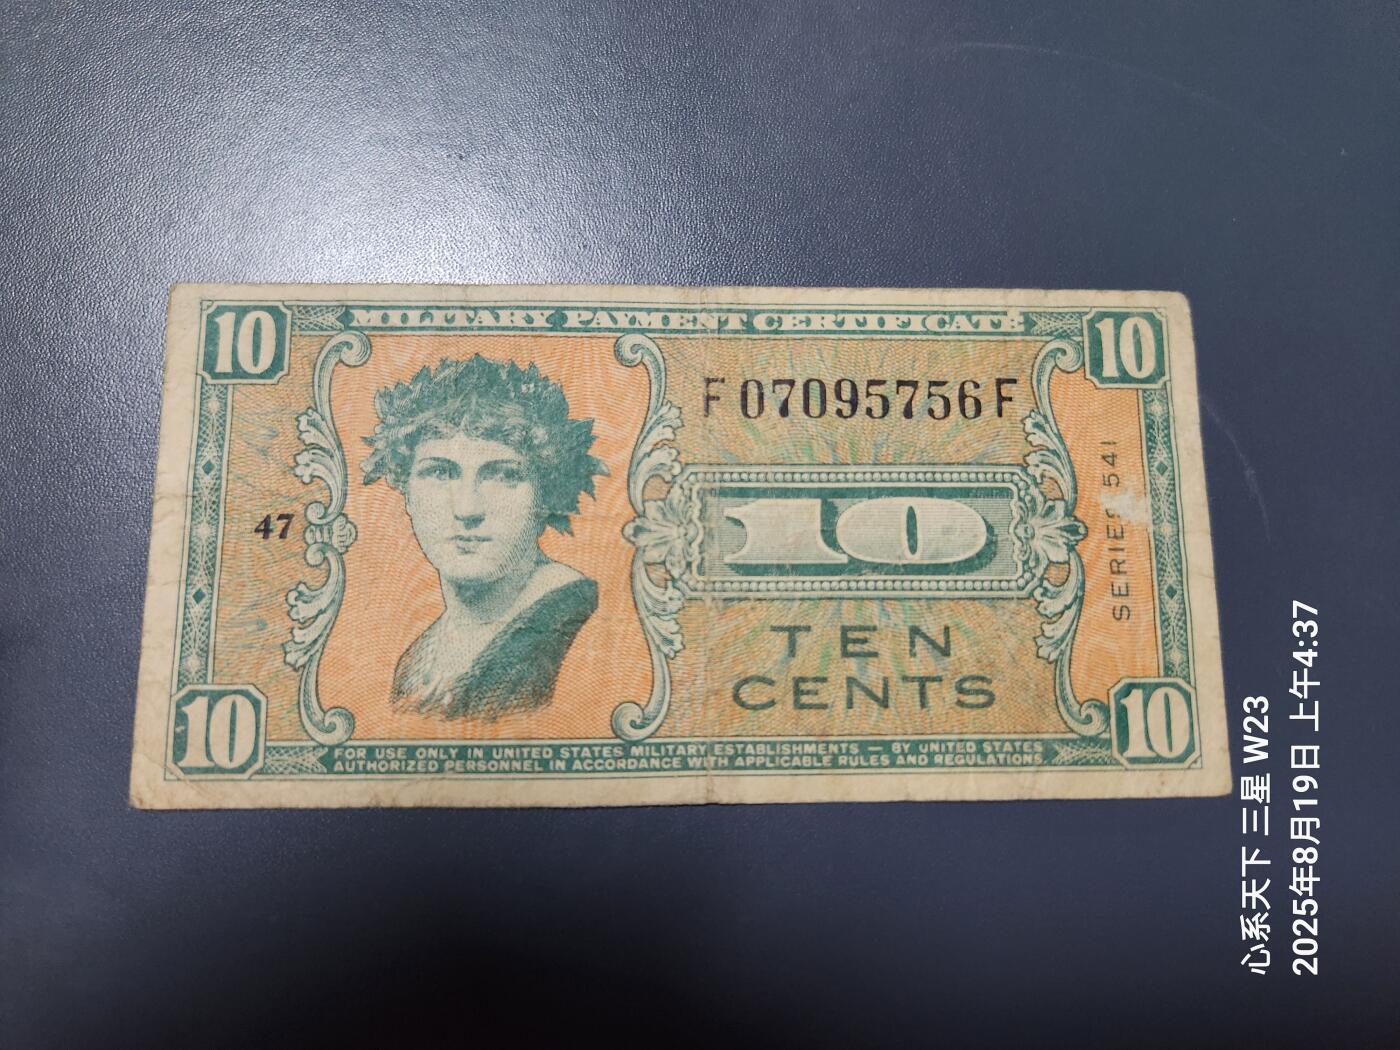 10
MILITARY PAYMENT CERTIFICATE
10
F07095756F
SERIES 541
47
10
TEN
CENTS
10
FOR USE ONLY IN UNITED STATES MILITARY ESTABLISHMENTS — BY UNITED STATES
AUTHORIZED PERSONNEL IN ACCORDANCE WITH APPLICABLE RULES AND REGULATIONS.
10
心系天下 三星 W23
2025年8月19日 上午4:37